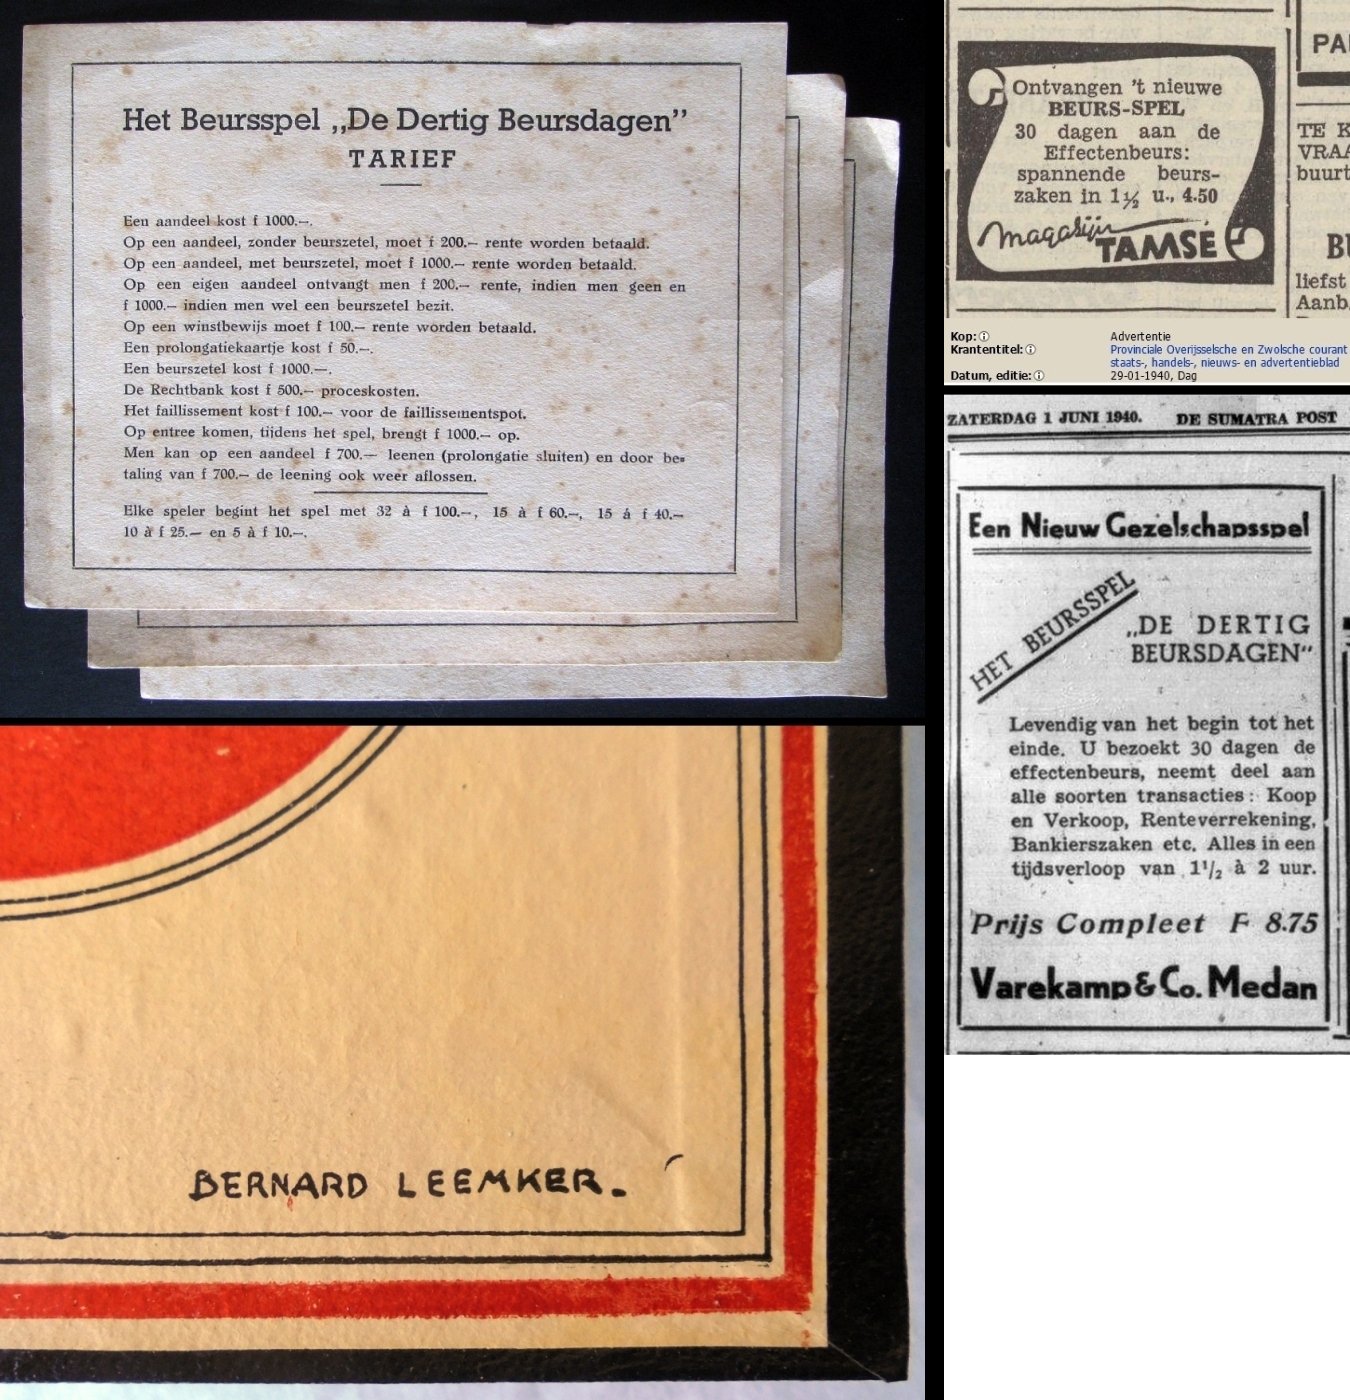 Het Beursspel „De Dertig Beursdagen”
TARIEF
Een aandeel kost f 1000.—.
Op een aandeel, zonder beurszetel, moet f 200.— rente worden betaald.
Op een aandeel, met beurszetel, moet f 1000.— rente worden betaald.
Op een eigen aandeel ontvangt men f 200.— rente, indien men geen en
f 1000.— indien men wel een beurszetel bezit.
Op een winstbewijs moet f 100.— rente worden betaald.
Een prolongatiekaartje kost f 50.—.
Een beurszetel kost f 1000.—.
De Rechtbank kost f 500.— proceskosten.
Het faillissement kost f 100.— voor de faillissementspot.
Op entree komen, tijdens het spel, brengt f 1000.— op.
Men kan op een aandeel f 700.— leenen (prolongatie sluiten) en door be-
taling van f 700.— de leening ook weer aflossen.
Elke speler begint het spel met 32 à f 100.—, 15 à f 60.—, 15 á f 40.—
10 à f 25.— en 5 à f 10.—.
BERNARD LEEMKER.
Ontvangen 't nieuwe
BEURS-SPEL
30 dagen aan de
Effectenbeurs:
spannende beurs-
zaken in 1½ u., 4.50
magasijn
TAMSE
PA
TE K
VRAA
buurt
liefst
Aanb.
Kop:
Advertentie
Krantentitel:
Provinciale Overijsselsche en Zwolsche courant
staats-, handels-, nieuws- en advertentieblad
Datum, editie:
29-01-1940, Dag
ZATERDAG 1 JUNI 1940. DE SUMATRA POST
Een Nieuw Gezelschapsspel
HET BEURSSPEL
„DE DERTIG
BEURSDAGEN“
Levendig van het begin tot het
einde. U bezoekt 30 dagen de
effectenbeurs, neemt deel aan
alle soorten transacties: Koop
en Verkoop, Renteverrekening,
Bankierszaken etc. Alles in een
tijdsverloop van 1¹/₂ à 2 uur.
Prijs Compleet F 8.75
Varekamp & Co. Medan